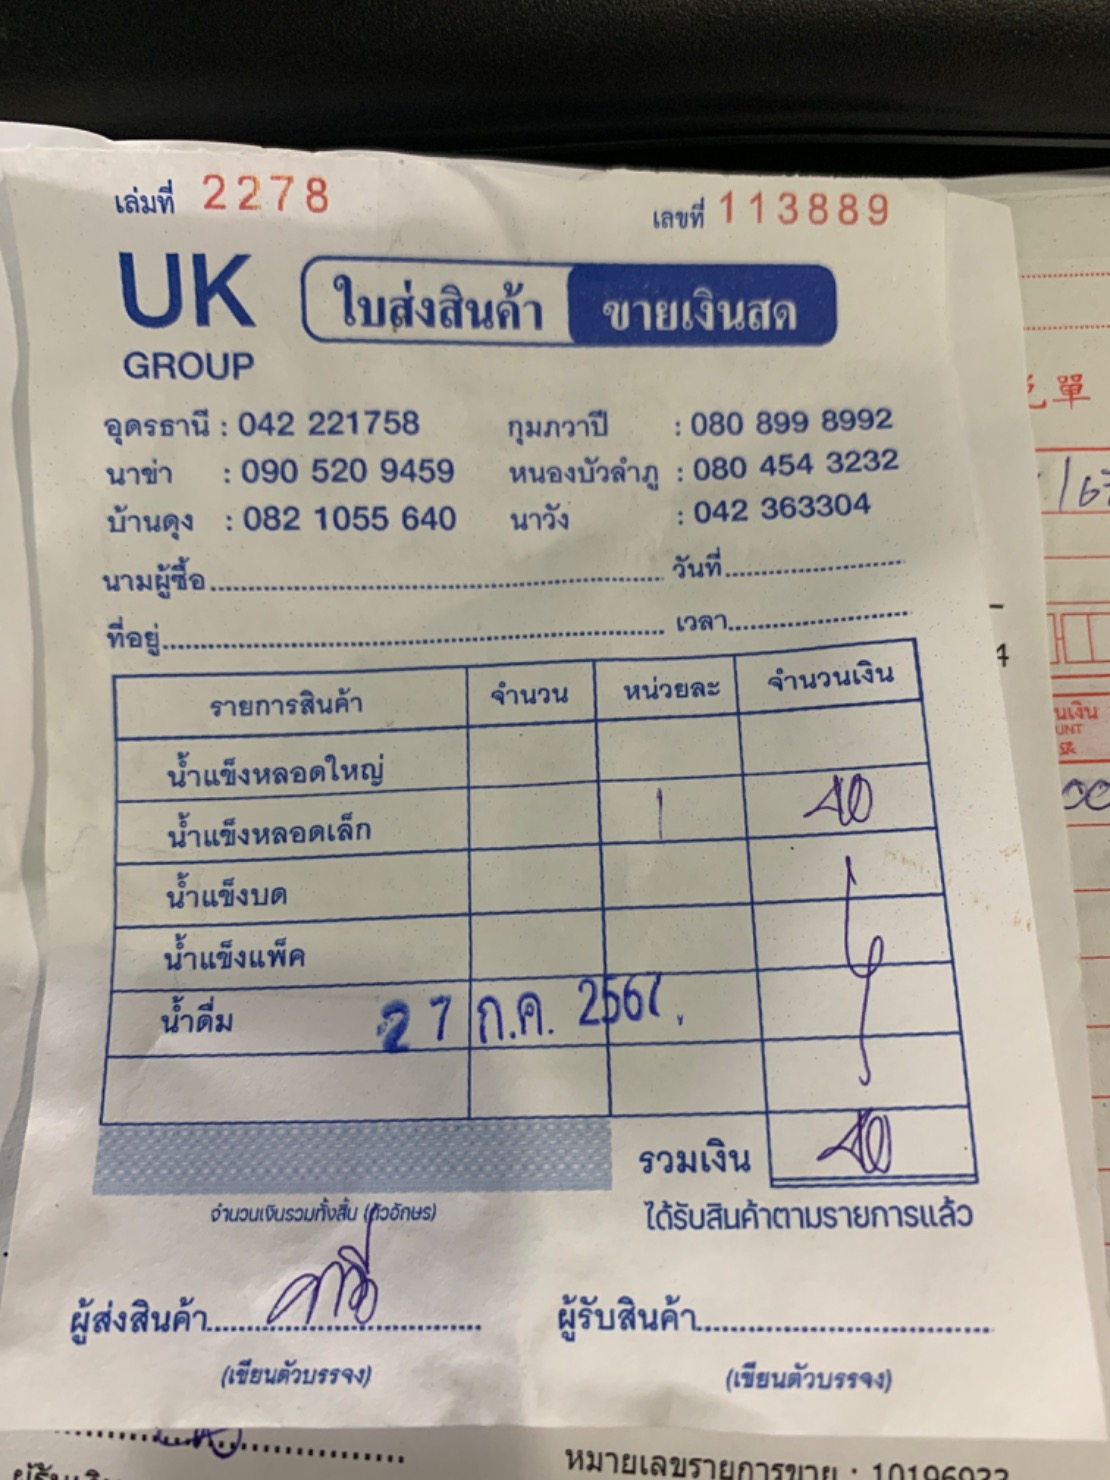 เล่มที่ 2278 เลขที่ 113889
UK GROUP
ใบส่งสินค้า ขายเงินสด
อุดรธานี : 042 221758 กุมภวาปี : 080 899 8992
นาข่า : 090 520 9459 หนองบัวลำภู : 080 454 3232
บ้านดุง : 082 1055 640 นาวัง : 042 363304
นามผู้ซื้อ วันที่
ที่อยู่ เวลา
รายการสินค้า จำนวน หน่วยละ จำนวนเงิน
น้ำแข็งหลอดใหญ่
น้ำแข็งหลอดเล็ก 1 40
น้ำแข็งบด
น้ำแข็งแพ็ค
น้ำดื่ม
27 ก.ค. 2567
รวมเงิน 40
จำนวนเงินรวมทั้งสิ้น (ตัวอักษร) ได้รับสินค้าตามรายการแล้ว
ผู้ส่งสินค้า ผู้รับสินค้า
(เขียนตัวบรรจง) (เขียนตัวบรรจง)
หมายเลขรายการขาย :
單